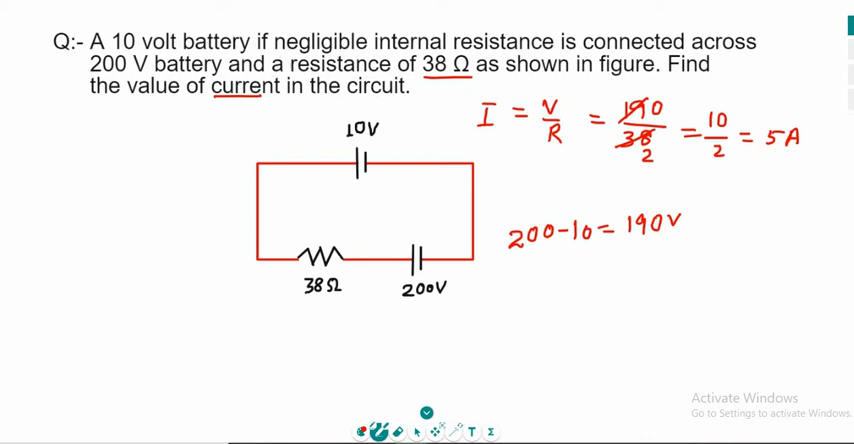 Q:- A 10 volt battery if negligible internal resistance is connected across
200 V battery and a resistance of 38 Ω as shown in figure. Find
the value of current in the circuit.
I = V/R = 190/38 2 = 10/2 = 5A
10V
200-10 = 190V
38Ω
200V
Activate Windows
Go to Settings to activate Windows.
T Σ